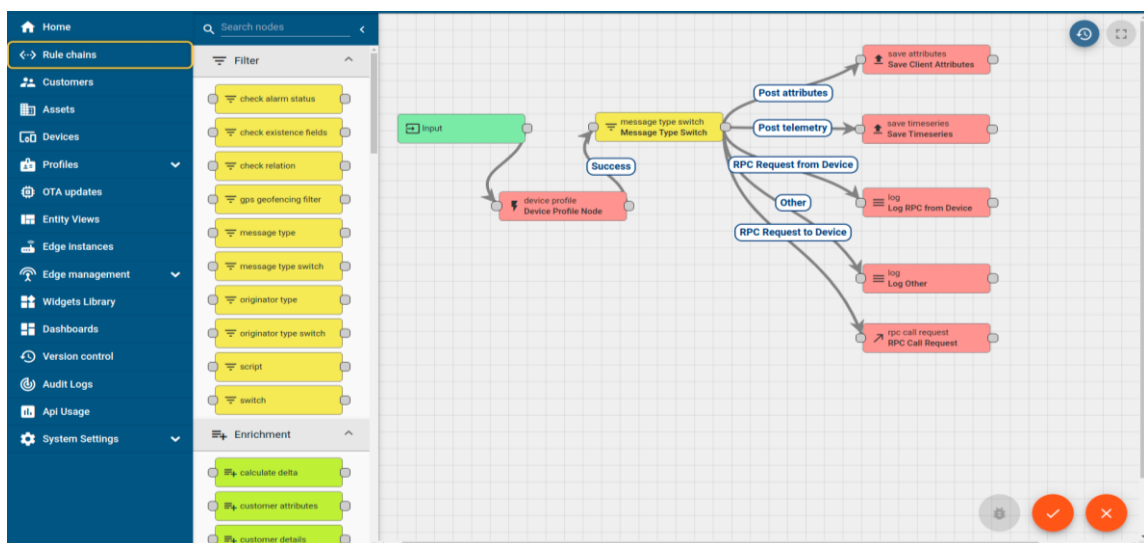 Home
Rule chains
Customers
Assets
Devices
Profiles
OTA updates
Entity Views
Edge instances
Edge management
Widgets Library
Dashboards
Version control
Audit Logs
Api Usage
System Settings
Search nodes
Filter
check alarm status
check existence fields
check relation
gps geofencing filter
message type
message type switch
originator type
originator type switch
script
switch
Enrichment
calculate delta
customer attributes
customer details
Input
device profile
Device Profile Node
Success
message type switch
Message Type Switch
Post attributes
Post telemetry
RPC Request from Device
Other
RPC Request to Device
save attributes
Save Client Attributes
save timeseries
Save Timeseries
log
Log RPC from Device
log
Log Other
rpc call request
RPC Call Request